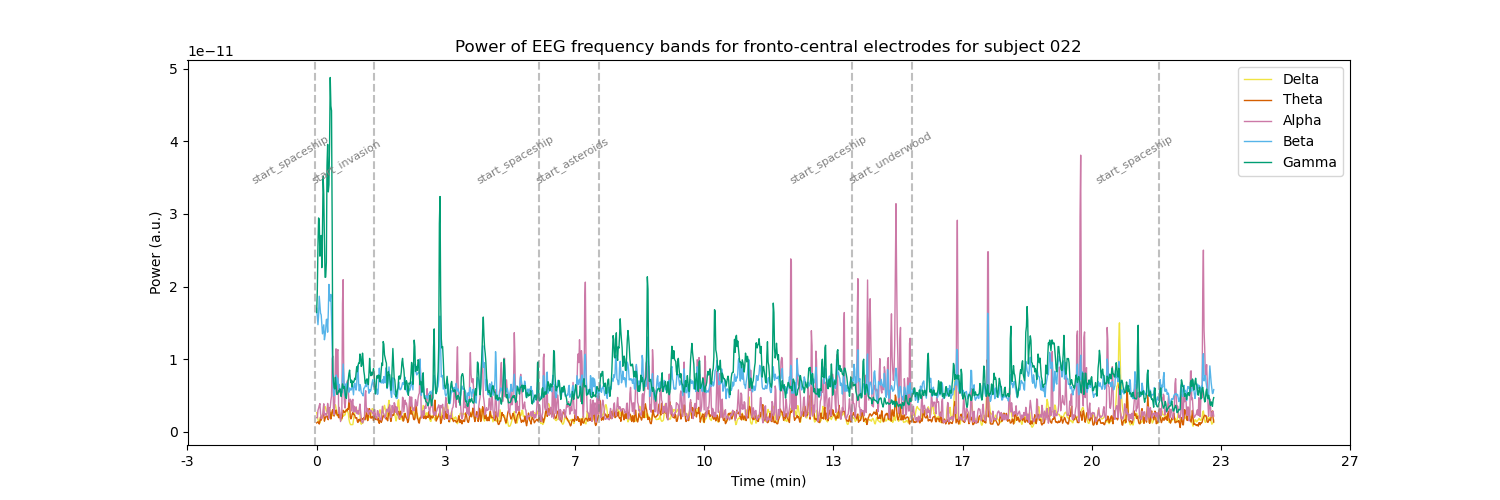 Power of EEG frequency bands for fronto-central electrodes for subject 022
1e−11
5
4
3
2
1
0
Power (a.u.)
start_spaceship
start_invasion
start_spaceship
start_asteroids
start_spaceship
start_underwood
start_spaceship
Delta
Theta
Alpha
Beta
Gamma
-3
0
3
7
10
13
17
20
23
27
Time (min)